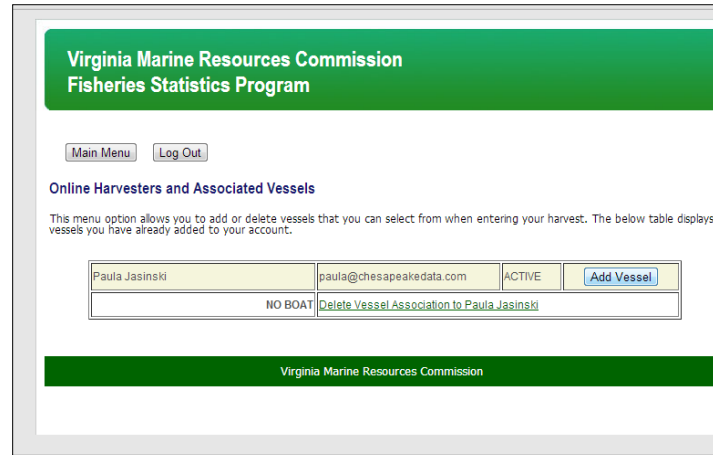 Virginia Marine Resources Commission
Fisheries Statistics Program
Main Menu Log Out
Online Harvesters and Associated Vessels
This menu option allows you to add or delete vessels that you can select from when entering your harvest. The below table displays
vessels you have already added to your account.
Paula Jasinski paula@chesapeakedata.com ACTIVE Add Vessel
NO BOAT Delete Vessel Association to Paula Jasinski
Virginia Marine Resources Commission